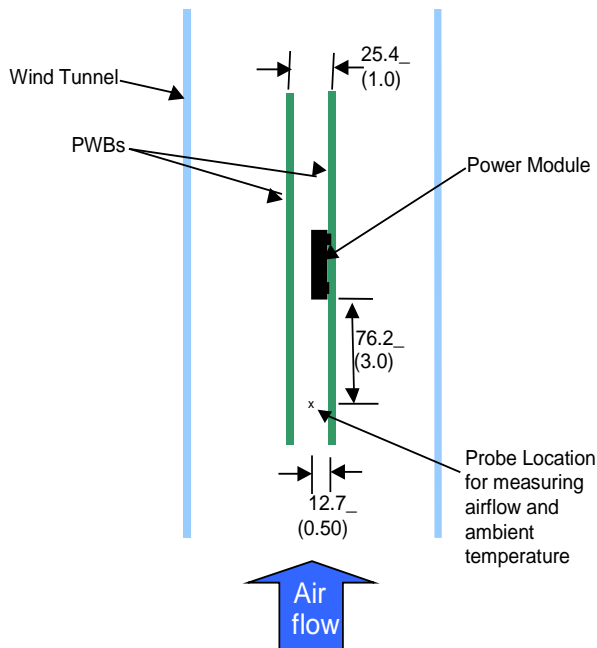 25.4_
(1.0)
Wind Tunnel
PWBs
Power Module
76.2_
(3.0)
x
Probe Location
for measuring
airflow and
ambient
temperature
12.7_
(0.50)
Air
flow